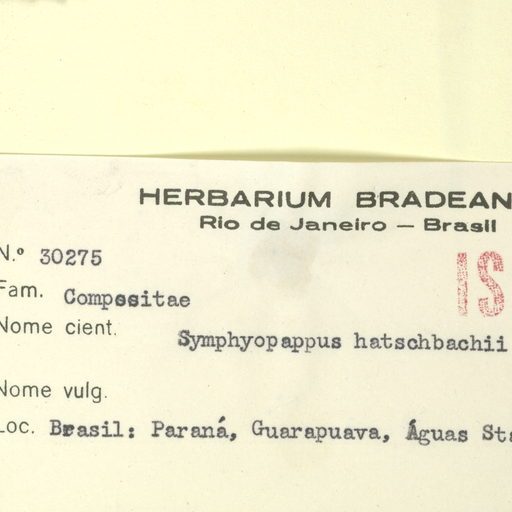 HERBARIUM BRADEAN
Rio de Janeiro — Brasil
N.º 30275
IS
Fam. Compositae
Nome cient.
Symphyopappus hatschbachii
Nome vulg.
Loc. Brasil: Paraná, Guarapuava, Águas Sta